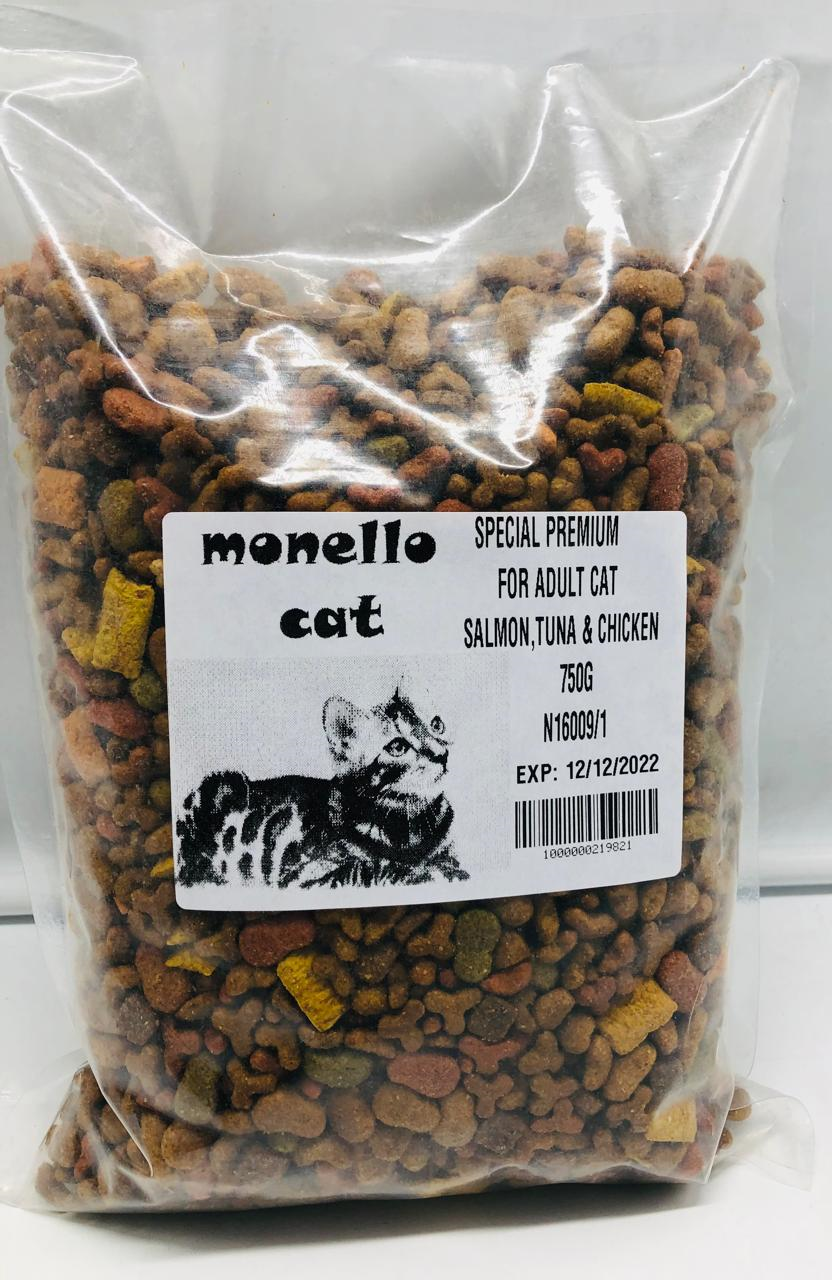 monello
cat
SPECIAL PREMIUM
FOR ADULT CAT
SALMON,TUNA & CHICKEN
750G
N16009/1
EXP: 12/12/2022
1000000219821